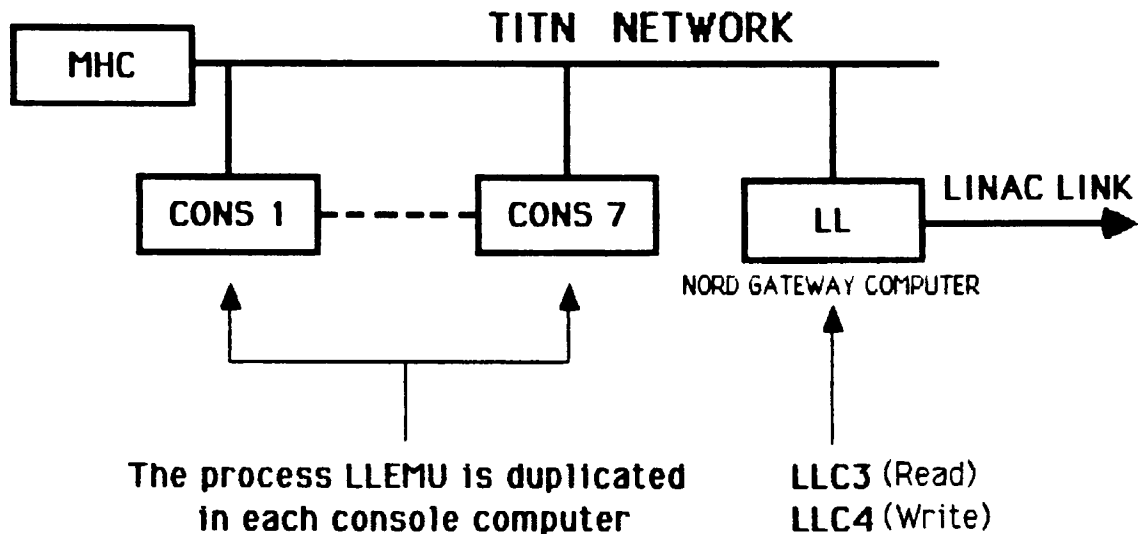 TITN NETWORK
MHC
CONS 1
CONS 7
LL
LINAC LINK
NORD GATEWAY COMPUTER
The process LLEMU is duplicated
in each console computer
LLC3 (Read)
LLC4 (Write)